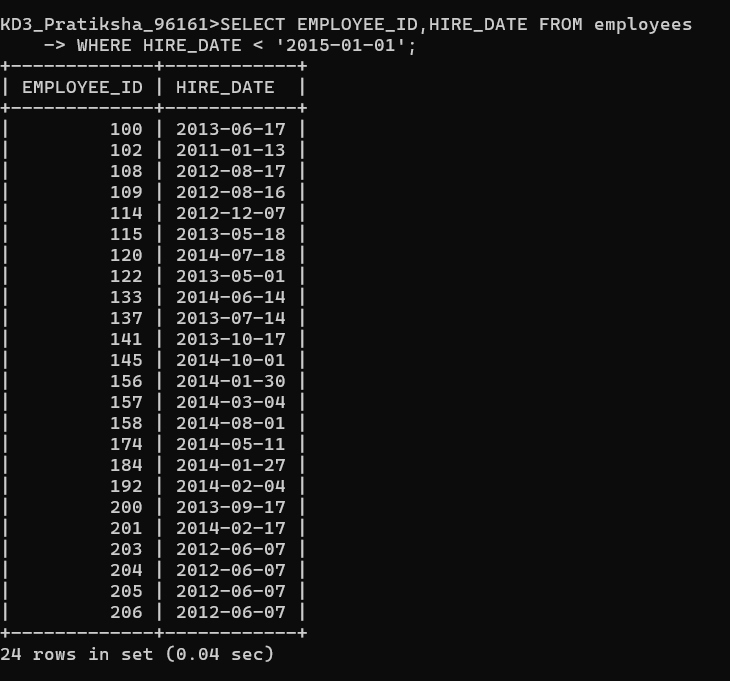 KD3_Pratiksha_96161>SELECT EMPLOYEE_ID,HIRE_DATE FROM employees
    -> WHERE HIRE_DATE < '2015-01-01';
+-------------+------------+
| EMPLOYEE_ID | HIRE_DATE  |
+-------------+------------+
|         100 | 2013-06-17 |
|         102 | 2011-01-13 |
|         108 | 2012-08-17 |
|         109 | 2012-08-16 |
|         114 | 2012-12-07 |
|         115 | 2013-05-18 |
|         120 | 2014-07-18 |
|         122 | 2013-05-01 |
|         133 | 2014-06-14 |
|         137 | 2013-07-14 |
|         141 | 2013-10-17 |
|         145 | 2014-10-01 |
|         156 | 2014-01-30 |
|         157 | 2014-03-04 |
|         158 | 2014-08-01 |
|         174 | 2014-05-11 |
|         184 | 2014-01-27 |
|         192 | 2014-02-04 |
|         200 | 2013-09-17 |
|         201 | 2014-02-17 |
|         203 | 2012-06-07 |
|         204 | 2012-06-07 |
|         205 | 2012-06-07 |
|         206 | 2012-06-07 |
+-------------+------------+
24 rows in set (0.04 sec)